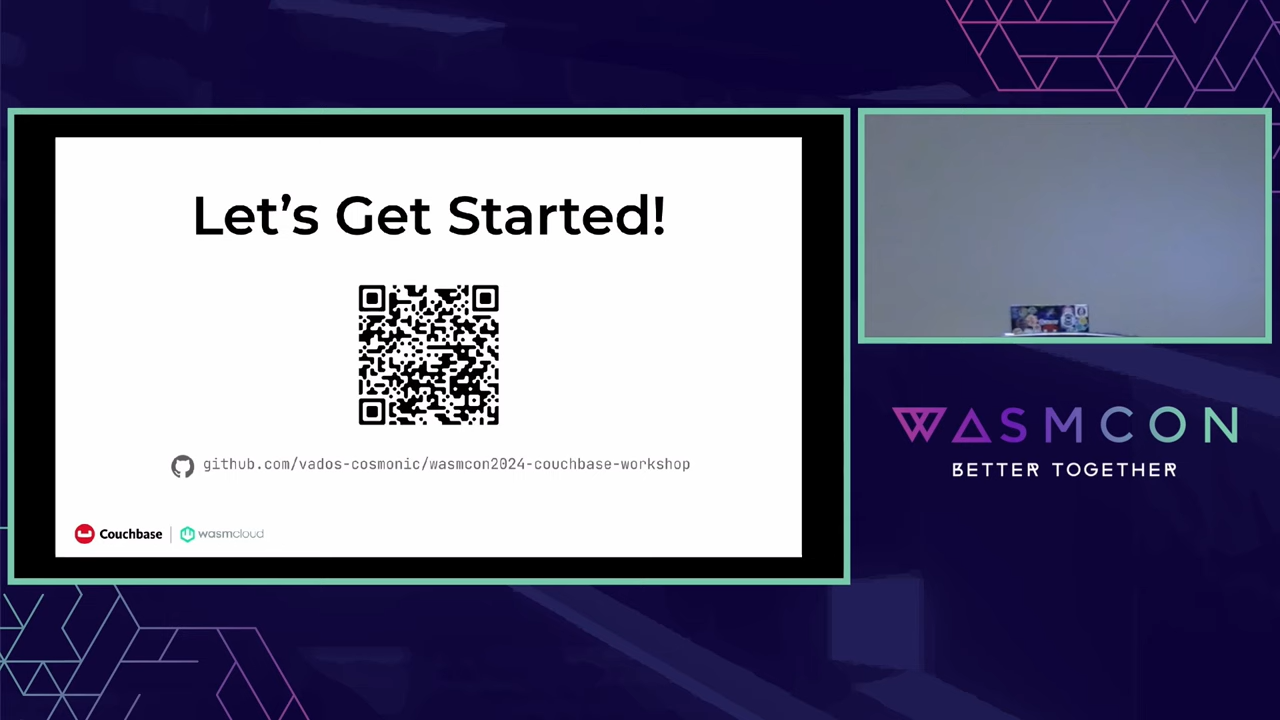 Let's Get Started!
github.com/vados-cosmonic/wasmcon2024-couchbase-workshop
Couchbase | wasmcloud
WASMCON
BETTER TOGETHER